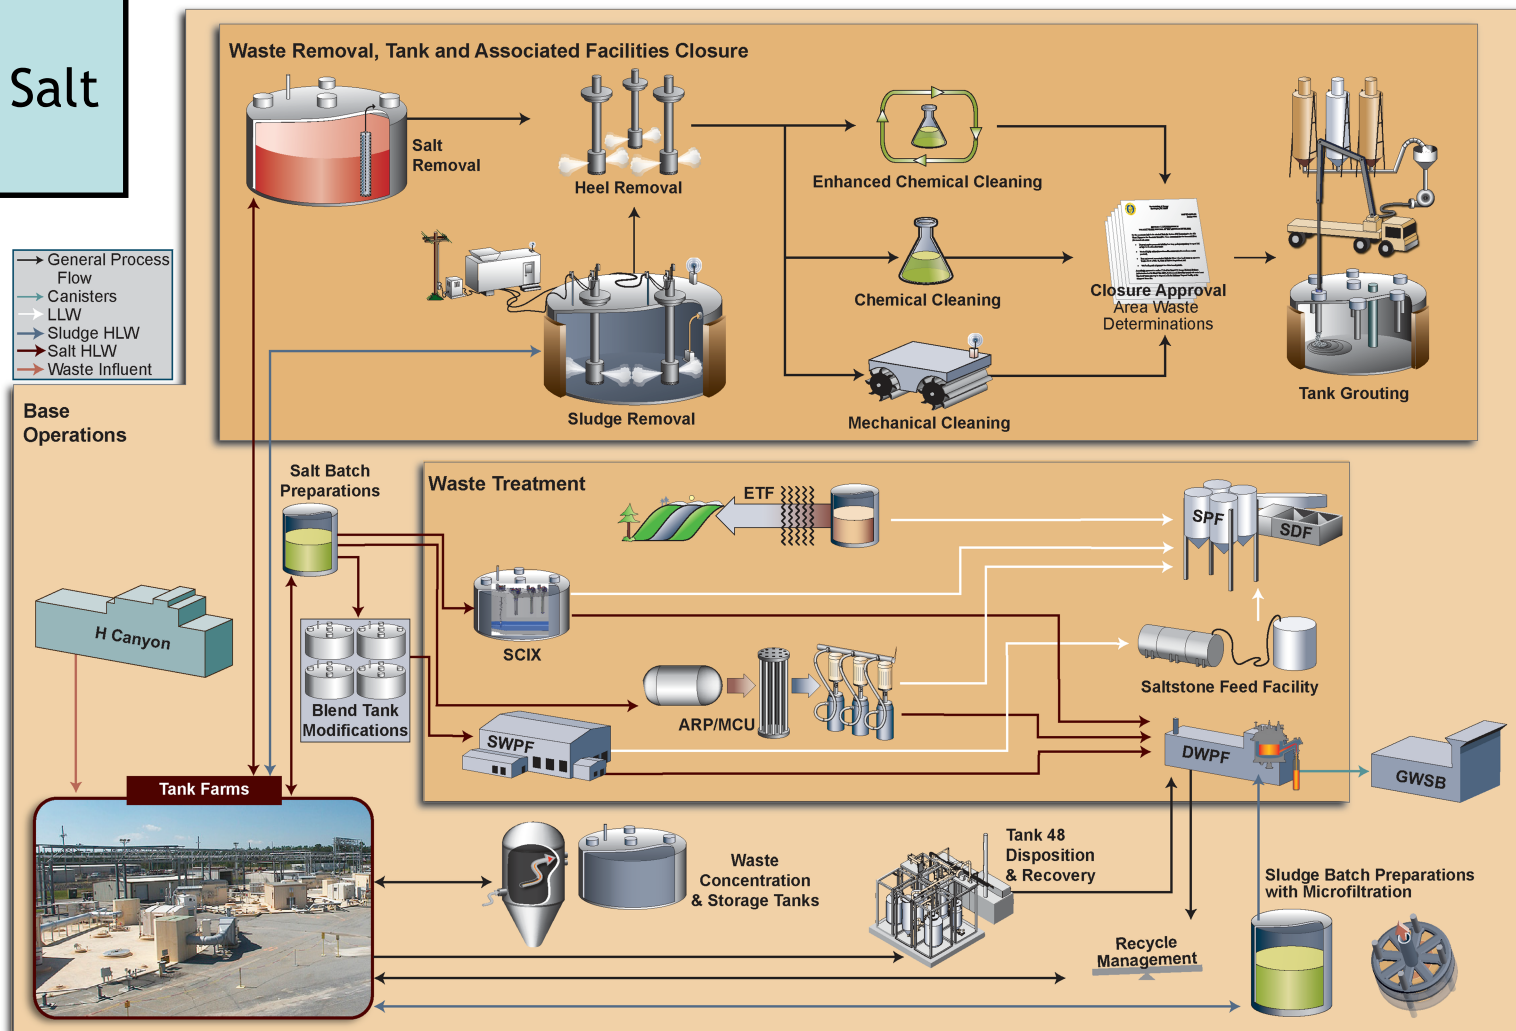 Salt
Waste Removal, Tank and Associated Facilities Closure
Salt
Removal
Heel Removal
Enhanced Chemical Cleaning
Chemical Cleaning
Closure Approval
Area Waste
Determinations
Mechanical Cleaning
Sludge Removal
Tank Grouting
General Process
Flow
Canisters
LLW
Sludge HLW
Salt HLW
Waste Influent
Base
Operations
Salt Batch
Preparations
Waste Treatment
ETF
SPF
SDF
H Canyon
SCIX
Blend Tank
Modifications
ARP/MCU
SWPF
Saltstone Feed Facility
DWPF
GWSB
Tank Farms
Waste
Concentration
& Storage Tanks
Tank 48
Disposition
& Recovery
Recycle
Management
Sludge Batch Preparations
with Microfiltration